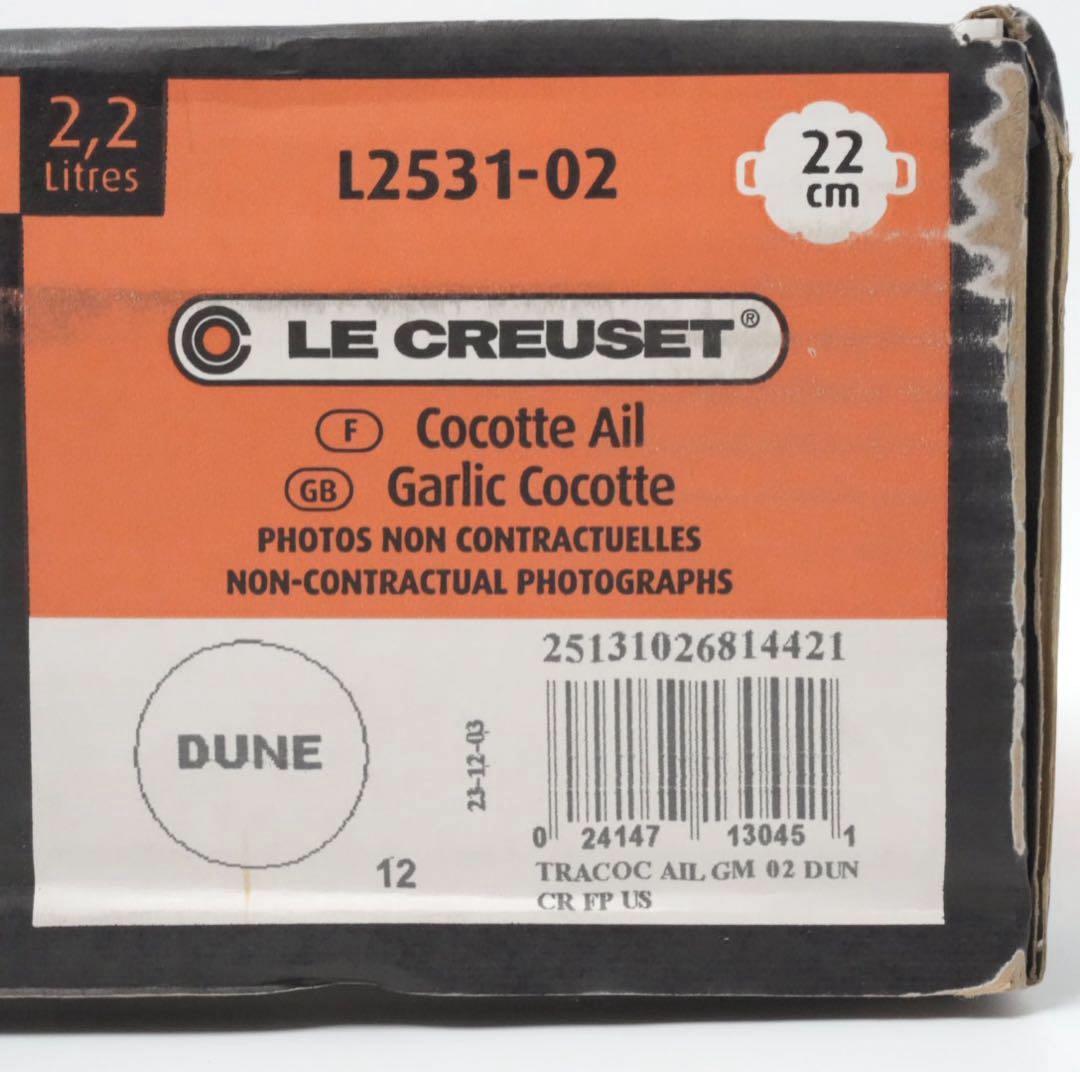 2,2
Litres
L2531-02
22
cm
LE CREUSET®
F Cocotte Ail
GB Garlic Cocotte
PHOTOS NON CONTRACTUELLES
NON-CONTRACTUAL PHOTOGRAPHS
DUNE
12
23-12-03
25131026814421
0 24147 13045 1
TRACOC AIL GM 02 DUN
CR FP US